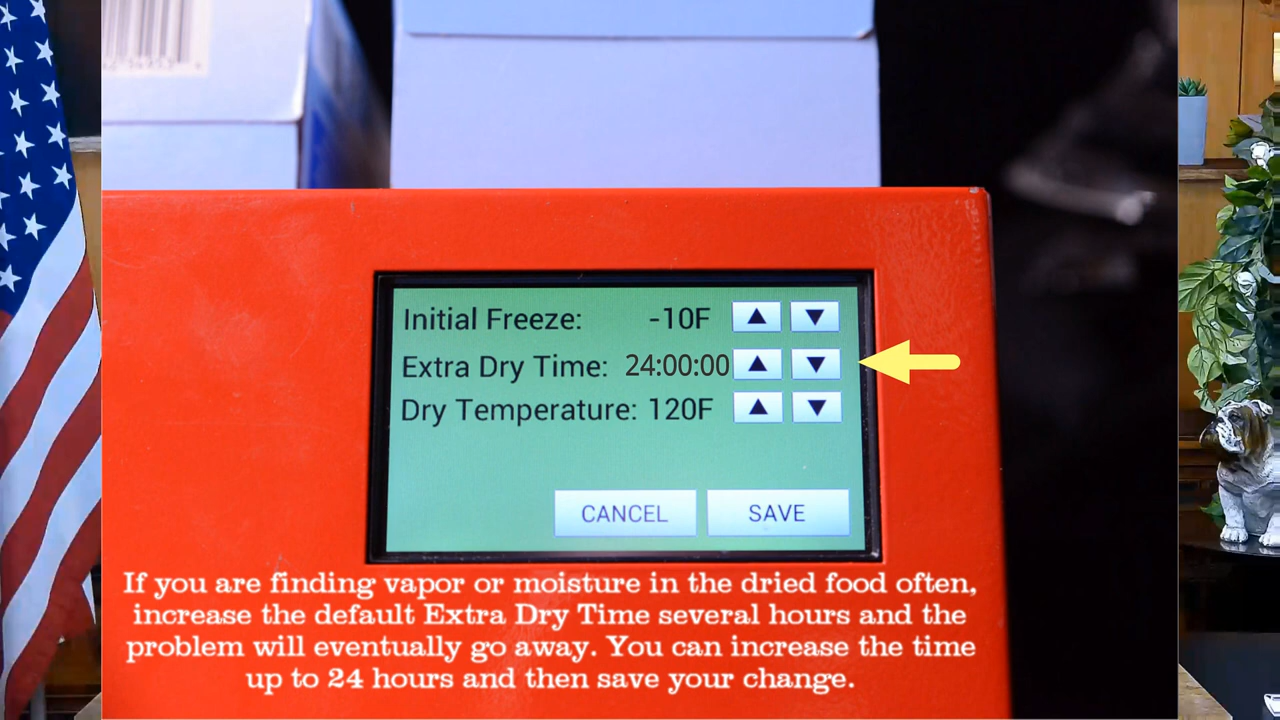 Initial Freeze: -10F ▲ ▼
Extra Dry Time: 24:00:00 ▲ ▼
Dry Temperature: 120F ▲ ▼
CANCEL SAVE
If you are finding vapor or moisture in the dried food often,
increase the default Extra Dry Time several hours and the
problem will eventually go away. You can increase the time
up to 24 hours and then save your change.